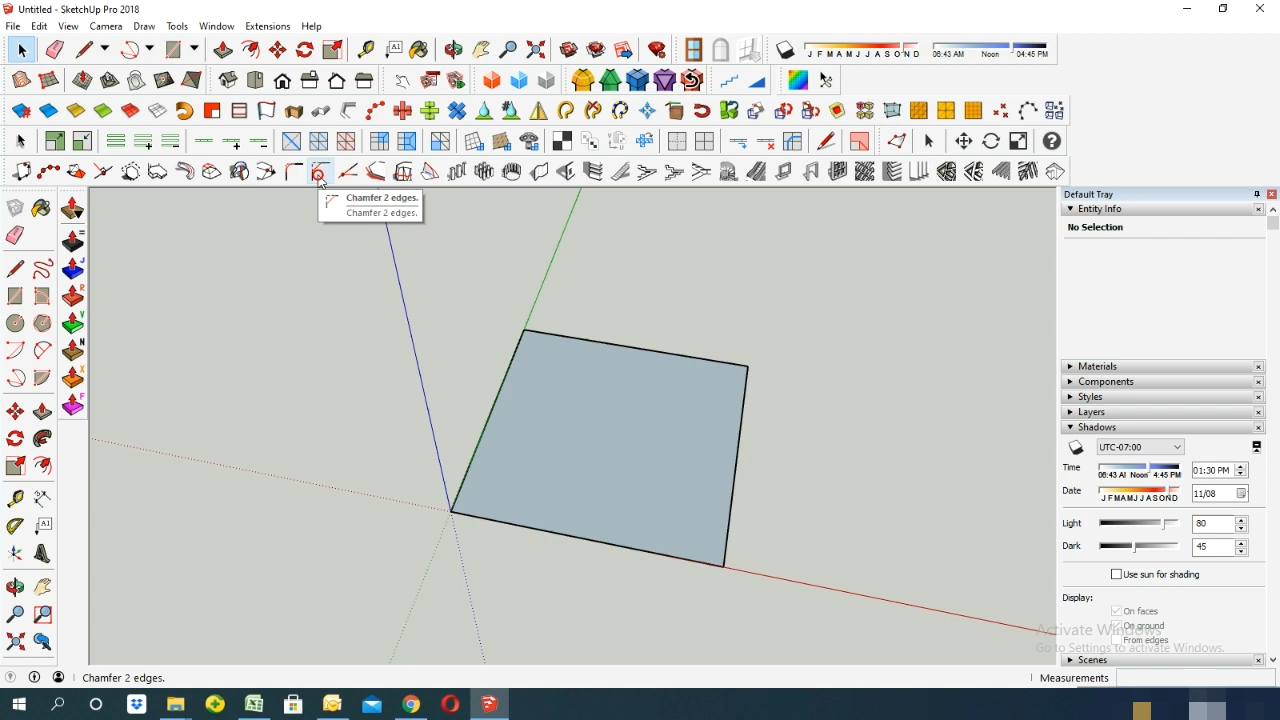 Untitled - SketchUp Pro 2018
File Edit View Camera Draw Tools Window Extensions Help
A1
J F M A M J J A S O N D
06:43 AM Noon 04:45 PM
Chamfer 2 edges.
Chamfer 2 edges.
Default Tray
Entity Info
No Selection
Materials
Components
Styles
Layers
Shadows
UTC-07:00
Time
06:43 AI Noon 4:45 PM
01:30 PM
Date
J F M A M J J A S O N D
11/08
Light
80
Dark
45
Use sun for shading
Display:
On faces
On ground
From edges
Activate Windows
Go to Settings to activate Windows.
Scenes
=
J
R
V
N
X
F
A1
Chamfer 2 edges.
Measurements